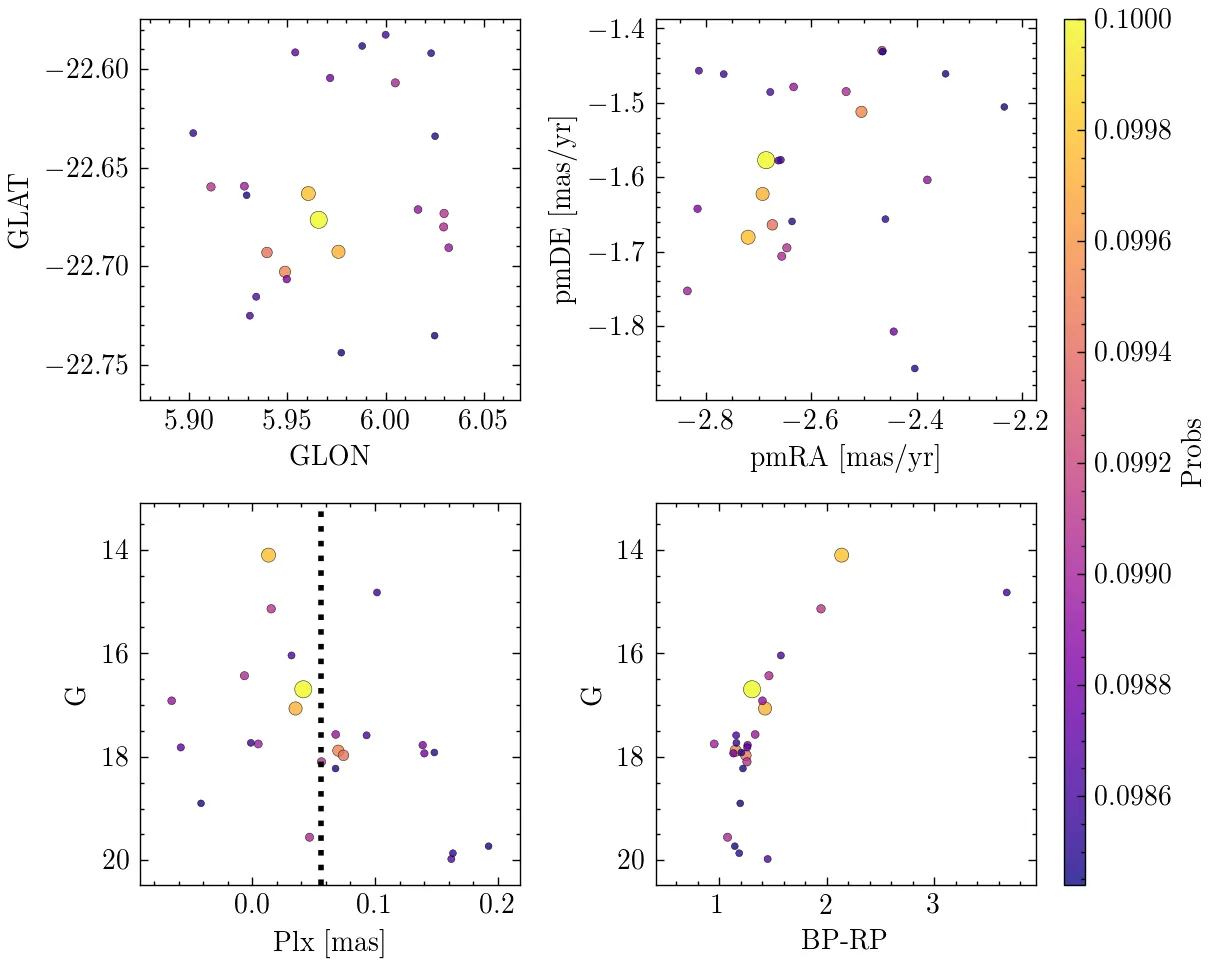 −22.60
−22.65
−22.70
−22.75
GLAT
5.90 5.95 6.00 6.05
GLON
−1.4
−1.5
−1.6
−1.7
−1.8
pmDE [mas/yr]
−2.8 −2.6 −2.4 −2.2
pmRA [mas/yr]
14
16
18
20
G
0.0 0.1 0.2
Plx [mas]
14
16
18
20
G
1 2 3
BP-RP
0.1000
0.0998
0.0996
0.0994
0.0992
0.0990
0.0988
0.0986
Probs